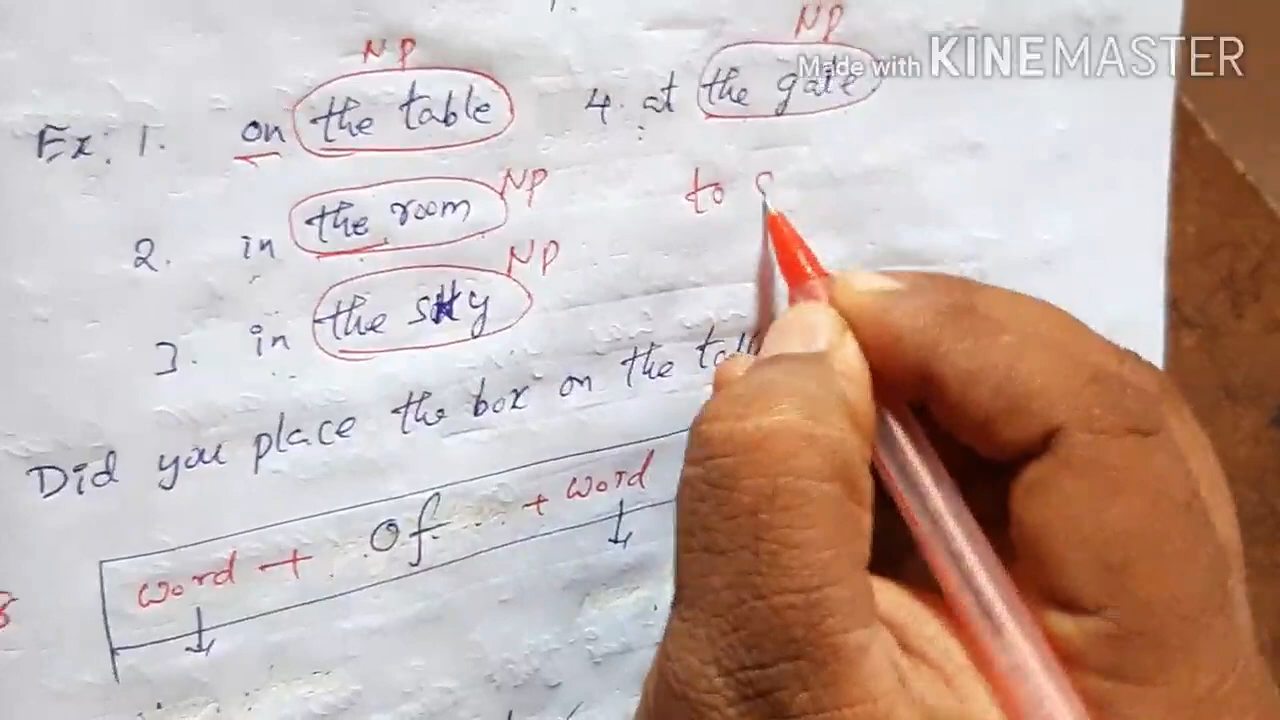 NP
NP
Made with KINEMASTER
Ex: 1. on the table
4. at the gate
2. in the room NP
to
3. in the sky NP
Did you place the box on the
word + of + word